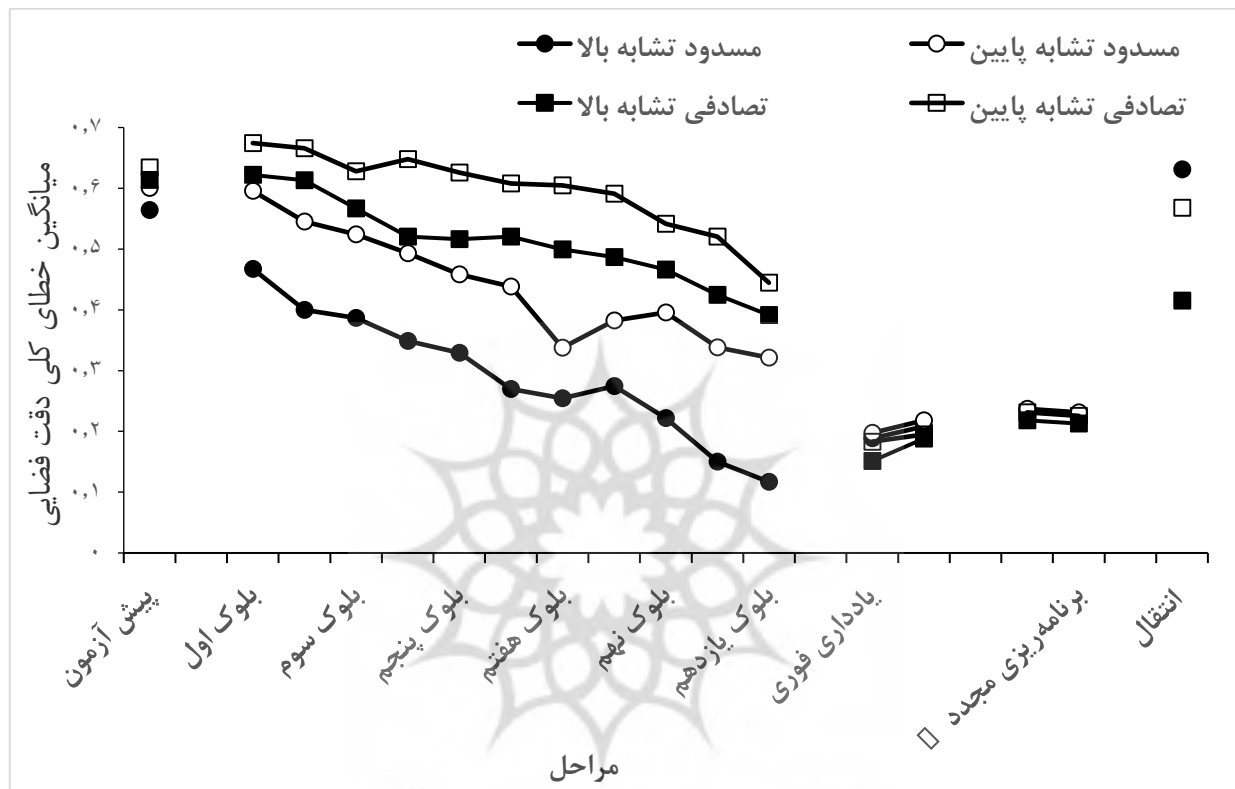 مسدود تشابه بالا
مسدود تشابه پایین
تصادفی تشابه بالا
تصادفی تشابه پایین
میانگین خطای کلی دقت فضایی
۰٫۷
۰٫۶
۰٫۵
۰٫۴
۰٫۳
۰٫۲
۰٫۱
۰
پیش آزمون
بلوک اول
بلوک سوم
بلوک پنجم
بلوک هفتم
بلوک نهم
بلوک یازدهم
یادداری فوری
برنامه‌ریزی مجدد
انتقال
مراحل